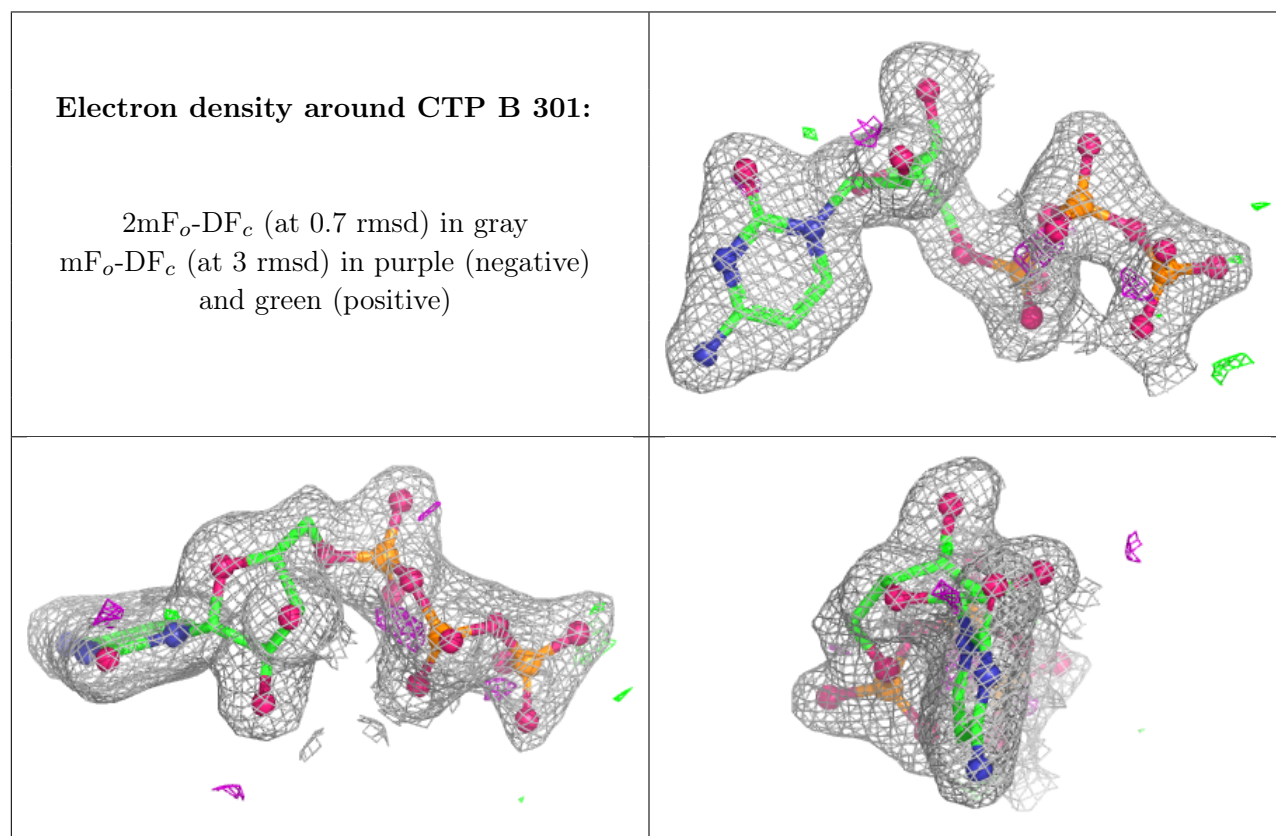 Electron density around CTP B 301:
2mFₒ-DF𝒸 (at 0.7 rmsd) in gray
mFₒ-DF𝒸 (at 3 rmsd) in purple (negative)
and green (positive)